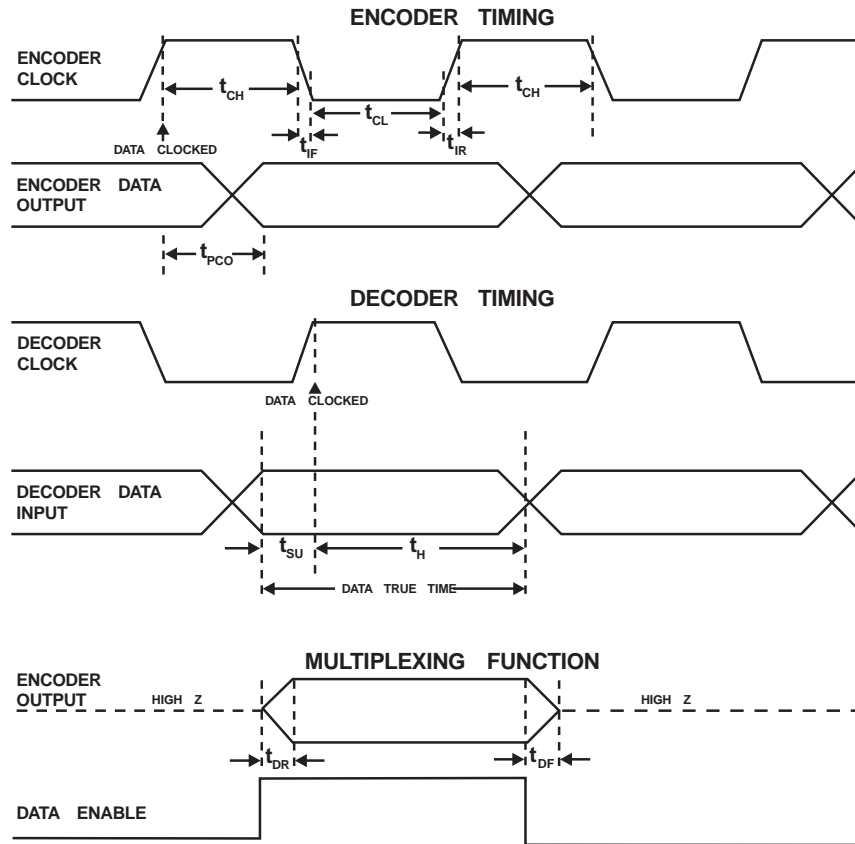 ENCODER TIMING
ENCODER
CLOCK
tCH
tCL
tCH
tIF
tIR
DATA CLOCKED
ENCODER DATA
OUTPUT
tPCO
DECODER TIMING
DECODER
CLOCK
DATA CLOCKED
DECODER DATA
INPUT
tSU
tH
DATA TRUE TIME
MULTIPLEXING FUNCTION
ENCODER
OUTPUT
HIGH Z
HIGH Z
tDR
tDF
DATA ENABLE